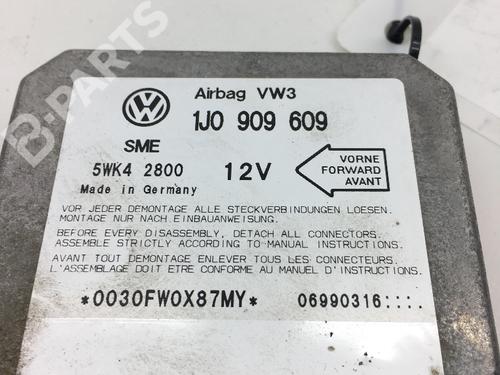 B-PARTS
VW
Airbag VW3
1J0 909 609
SME
5WK4 2800
12V
VORNE
FORWARD
AVANT
Made in Germany
VOR JEDER DEMONTAGE ALLE STECKVERBINDUNGEN LOESEN.
MONTAGE NUR NACH EINBAUANWEISUNG.
BEFORE EVERY DISASSEMBLY, DETACH ALL CONNECTORS.
ASSEMBLE STRICTLY ACCORDING TO MANUAL INSTRUCTIONS.
AVANT TOUT DEMONTAGE ENLEVER TOUS LES CONNECTEURS.
L'ASSEMBLAGE DOIT ETRE CONFORME AU MANUEL D'INSTRUCTIONS.
*0030FW0X87MY*
06990316::::.